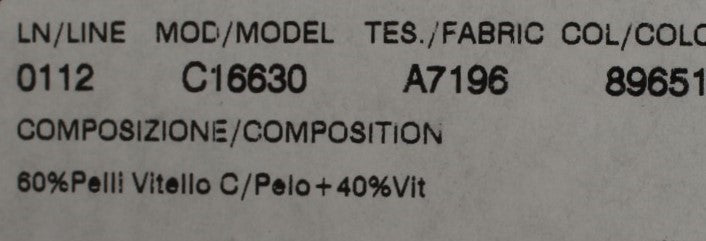 LN/LINE MOD/MODEL TES./FABRIC COL/COLO
0112 C16630 A7196 89651
COMPOSIZIONE/COMPOSITION
60%Pelli Vitello C/Pelo+40%Vit